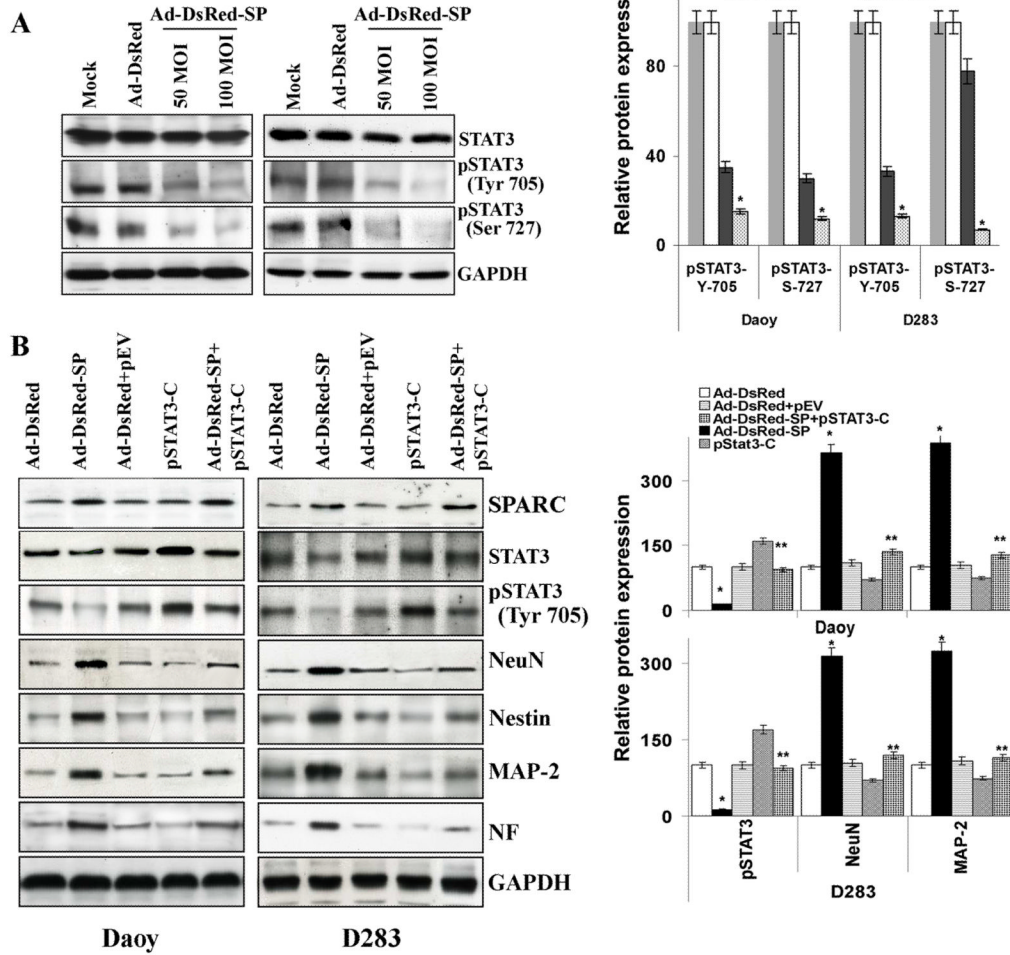 A
Ad-DsRed-SP
Mock
Ad-DsRed
50 MOI
100 MOI
Ad-DsRed-SP
Mock
Ad-DsRed
50 MOI
100 MOI
STAT3
pSTAT3
(Tyr 705)
pSTAT3
(Ser 727)
GAPDH
Relative protein expres
80
40
0
pSTAT3-
Y-705
pSTAT3-
S-727
pSTAT3-
Y-705
pSTAT3-
S-727
Daoy
D283
* * * *
B
Ad-DsRed
Ad-DsRed-SP
Ad-DsRed+pEV
pSTAT3-C
Ad-DsRed-SP+
pSTAT3-C
Ad-DsRed
Ad-DsRed-SP
Ad-DsRed+pEV
pSTAT3-C
Ad-DsRed-SP+
pSTAT3-C
SPARC
STAT3
pSTAT3
(Tyr 705)
NeuN
Nestin
MAP-2
NF
GAPDH
Daoy
D283
Ad-DsRed
Ad-DsRed+pEV
Ad-DsRed-SP+pSTAT3-C
Ad-DsRed-SP
pStat3-C
Relative protein expression
300
150
0
* ** * ** * **
Daoy
300
150
0
* ** * ** * **
pSTAT3
NeuN
MAP-2
D283